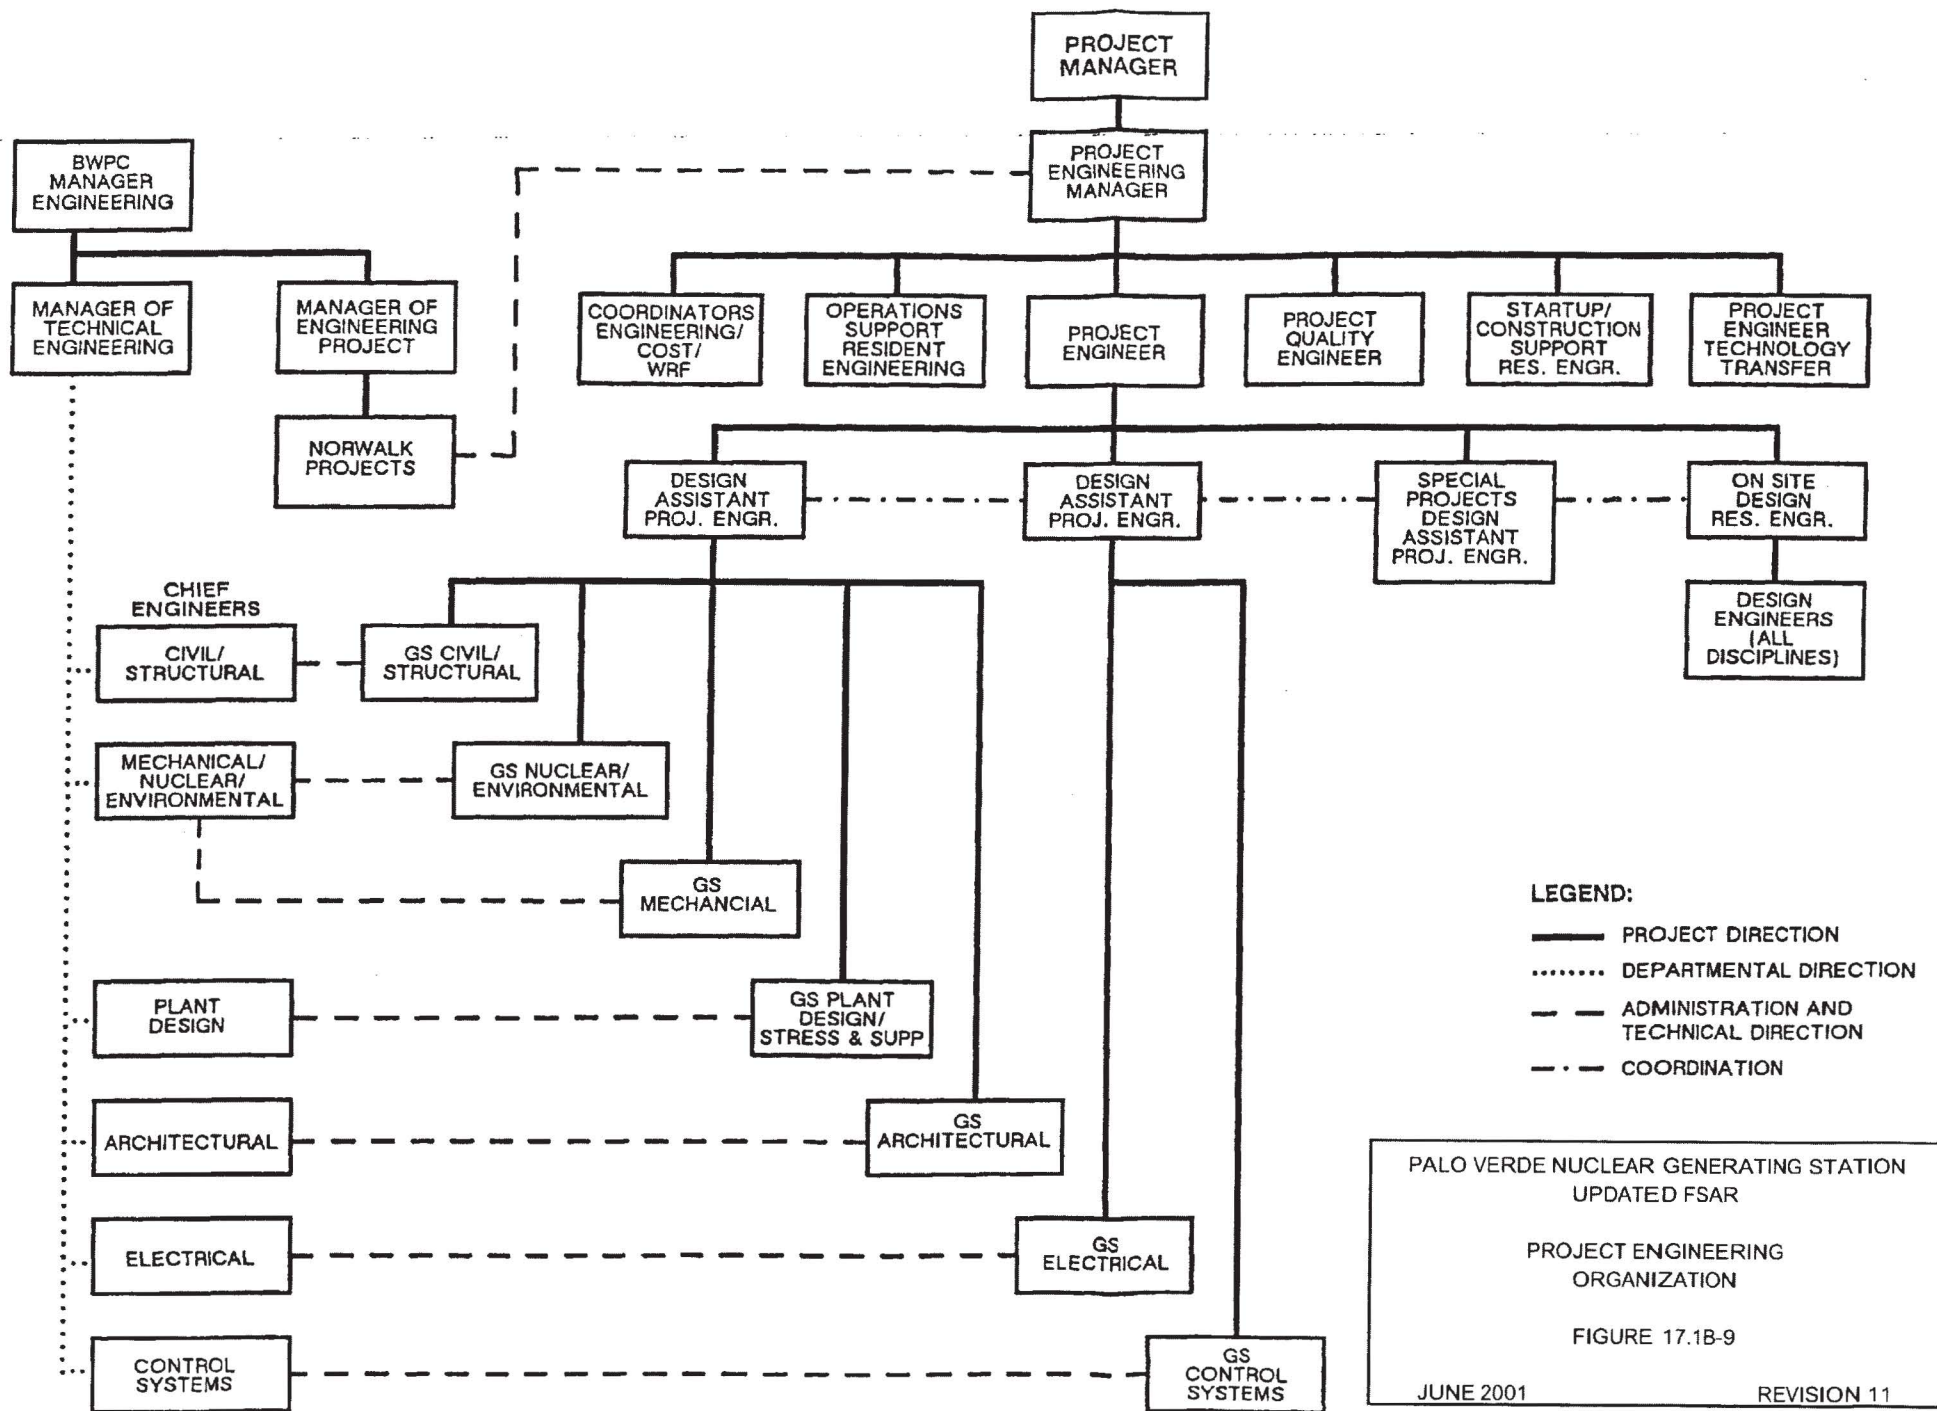 PROJECT
MANAGER
BWPC
MANAGER
ENGINEERING
PROJECT
ENGINEERING
MANAGER
MANAGER OF
TECHNICAL
ENGINEERING
MANAGER OF
ENGINEERING
PROJECT
COORDINATORS
ENGINEERING/
COST/
WRF
OPERATIONS
SUPPORT
RESIDENT
ENGINEERING
PROJECT
ENGINEER
PROJECT
QUALITY
ENGINEER
STARTUP/
CONSTRUCTION
SUPPORT
RES. ENGR.
PROJECT
ENGINEER
TECHNOLOGY
TRANSFER
NORWALK
PROJECTS
DESIGN
ASSISTANT
PROJ. ENGR.
DESIGN
ASSISTANT
PROJ. ENGR.
SPECIAL
PROJECTS
DESIGN
ASSISTANT
PROJ. ENGR.
ON SITE
DESIGN
RES. ENGR.
DESIGN
ENGINEERS
(ALL
DISCIPLINES)
CHIEF
ENGINEERS
CIVIL/
STRUCTURAL
GS CIVIL/
STRUCTURAL
MECHANICAL/
NUCLEAR/
ENVIRONMENTAL
GS NUCLEAR/
ENVIRONMENTAL
GS
MECHANCIAL
PLANT
DESIGN
GS PLANT
DESIGN/
STRESS & SUPP
ARCHITECTURAL
GS
ARCHITECTURAL
ELECTRICAL
GS
ELECTRICAL
CONTROL
SYSTEMS
GS
CONTROL
SYSTEMS
LEGEND:
PROJECT DIRECTION
DEPARTMENTAL DIRECTION
ADMINISTRATION AND
TECHNICAL DIRECTION
COORDINATION
PALO VERDE NUCLEAR GENERATING STATION
UPDATED FSAR
PROJECT ENGINEERING
ORGANIZATION
FIGURE 17.1B-9
JUNE 2001 REVISION 11